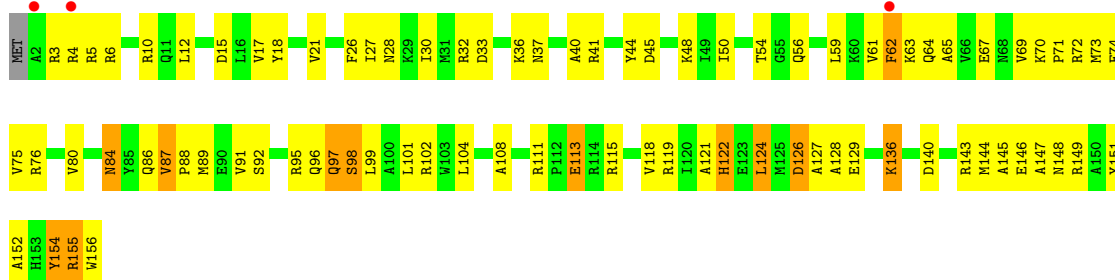 MET A2 R3 R4 R5 R6 R10 Q11 L12 D15 L16 V17 Y18 V21 F26 I27 N28 K29 I30 M31 R32 D33 K36 N37 A40 R41 Y44 D45 K48 I49 I50 T54 G55 Q56 L59 K60 V61 F62 K63 Q64 A65 V66 E67 N68 V69 K70 P71 R72 M73
V75 R76 V80 N84 Y85 Q86 V87 P88 M89 E90 V91 S92 R95 Q96 Q97 S98 L99 A100 L101 R102 W103 L104 A108 R111 P112 E113 R114 R115 V118 R119 I120 A121 H122 E123 L124 M125 D126 A127 A128 E129 K136 D140 R143 M144 A145 E146 A147 N148 R149 A150 Y151
A152 H153 Y154 R155 W156